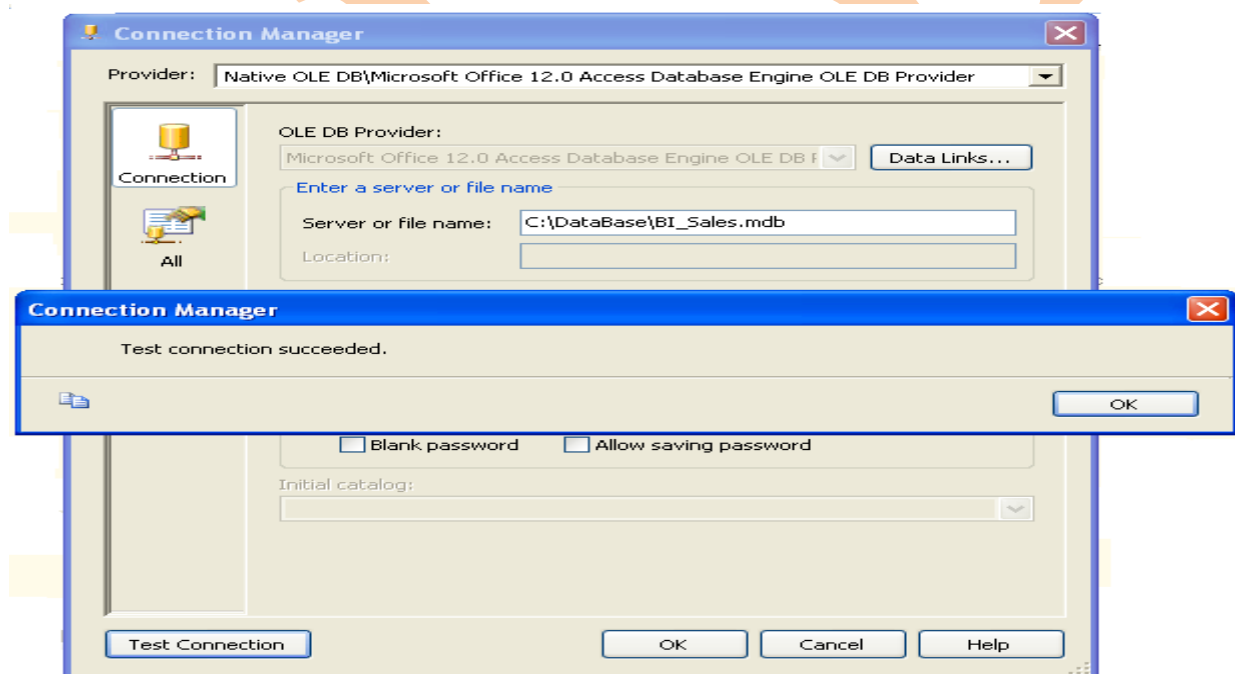 Connection Manager
Provider: Native OLE DB\Microsoft Office 12.0 Access Database Engine OLE DB Provider
Connection
All
OLE DB Provider:
Microsoft Office 12.0 Access Database Engine OLE DB
Data Links...
Enter a server or file name
Server or file name: C:\DataBase\BI_Sales.mdb
Location:
Connection Manager
Test connection succeeded.
OK
Blank password Allow saving password
Initial catalog:
Test Connection OK Cancel Help